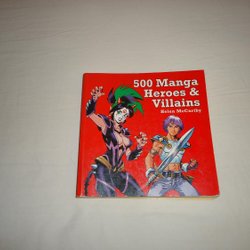 500 Manga
Heroes &
Villains
Helen McCarthy